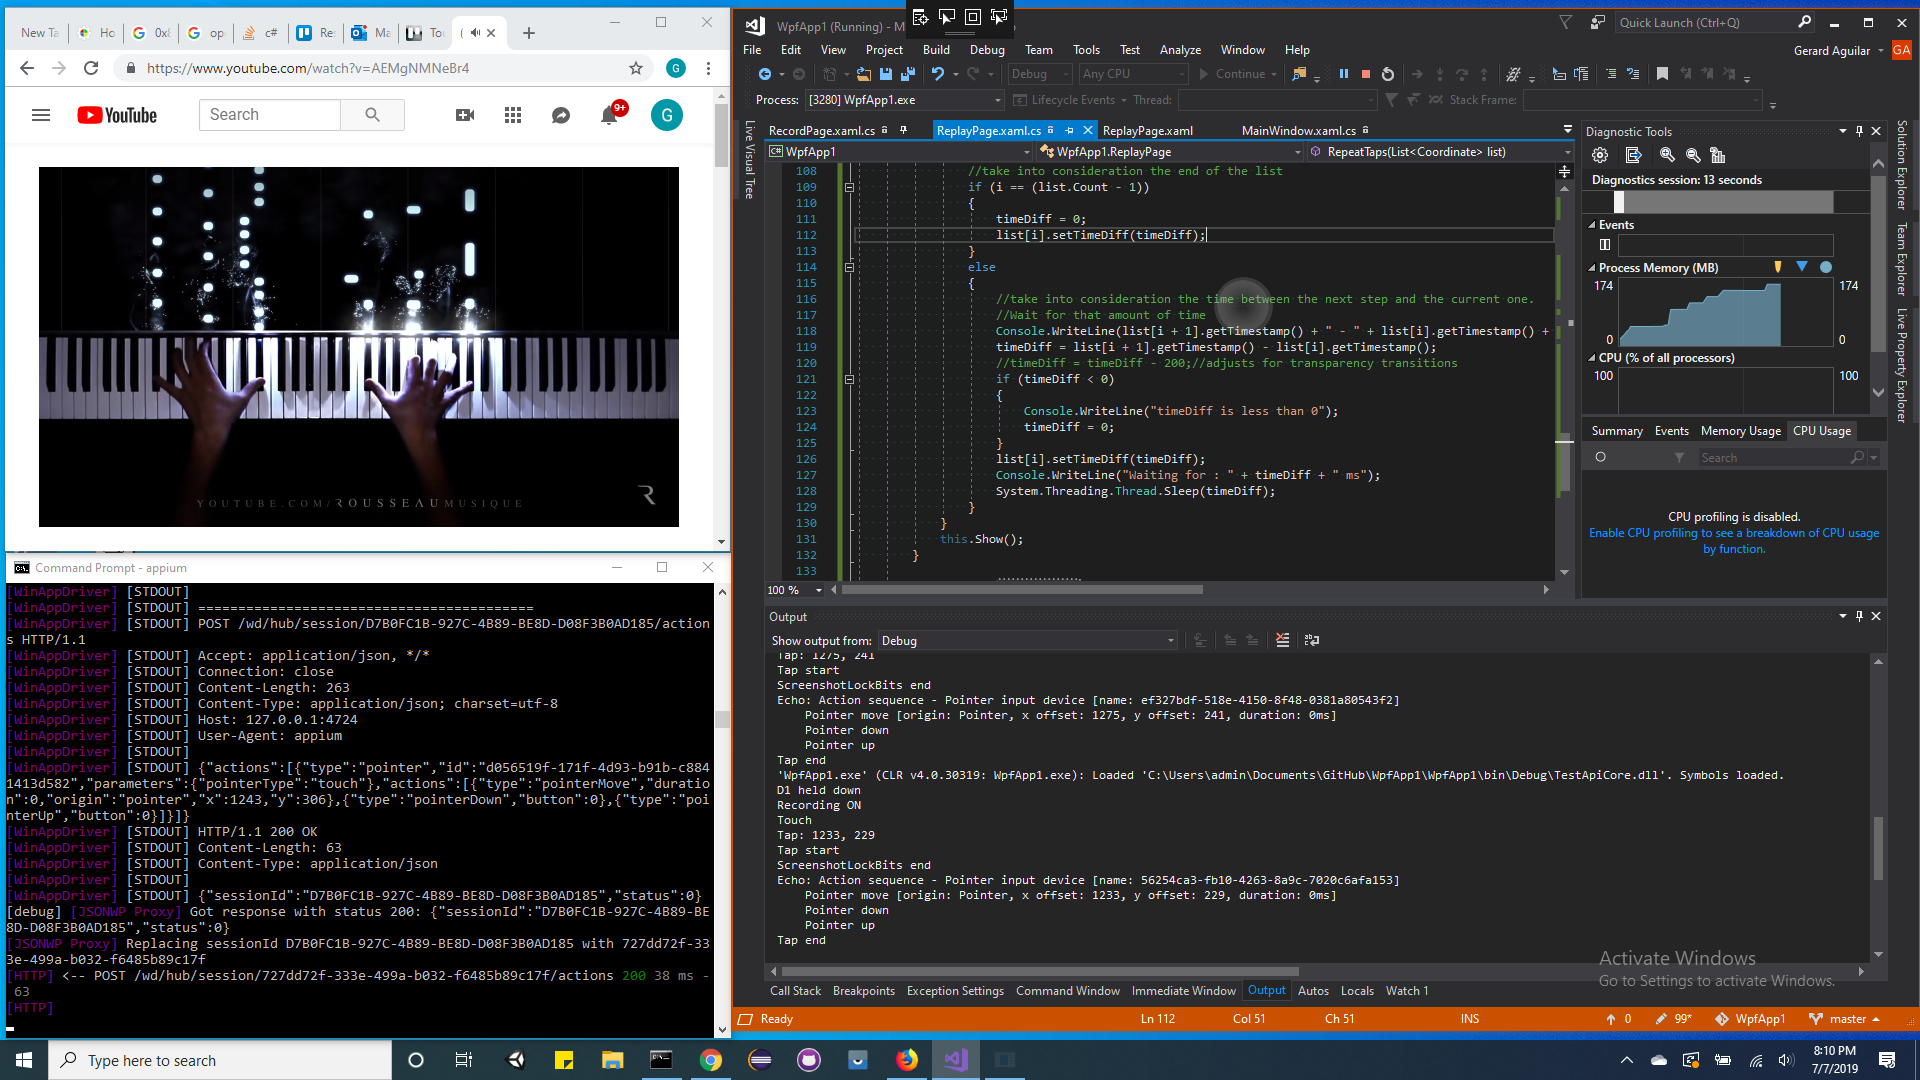 New Ta
Ho
0x8
op
c#
Re
Ma
Tou
https://www.youtube.com/watch?v=AEMgNMNeBr4
G
YouTube
Search
9+
G
YOUTUBE.COM/ROUSSEAUMUSIQUE
R
Command Prompt - appium
[WinAppDriver] [STDOUT]
[WinAppDriver] [STDOUT] ==========================================
[WinAppDriver] [STDOUT] POST /wd/hub/session/D7B0FC1B-927C-4B89-BE8D-D08F3B0AD185/action
s HTTP/1.1
[WinAppDriver] [STDOUT] Accept: application/json, */*
[WinAppDriver] [STDOUT] Connection: close
[WinAppDriver] [STDOUT] Content-Length: 263
[WinAppDriver] [STDOUT] Content-Type: application/json; charset=utf-8
[WinAppDriver] [STDOUT] Host: 127.0.0.1:4724
[WinAppDriver] [STDOUT] User-Agent: appium
[WinAppDriver] [STDOUT]
[WinAppDriver] [STDOUT] {"actions":[{"type":"pointer","id":"d056519f-171f-4d93-b91b-c884
1413d582","parameters":{"pointerType":"touch"},"actions":[{"type":"pointerMove","duratio
n":0,"origin":"pointer","x":1243,"y":306},{"type":"pointerDown","button":0},{"type":"poi
nterUp","button":0}]}]}
[WinAppDriver] [STDOUT] HTTP/1.1 200 OK
[WinAppDriver] [STDOUT] Content-Length: 63
[WinAppDriver] [STDOUT] Content-Type: application/json
[WinAppDriver] [STDOUT]
[WinAppDriver] [STDOUT] {"sessionId":"D7B0FC1B-927C-4B89-BE8D-D08F3B0AD185","status":0}
[debug] [JSONWP Proxy] Got response with status 200: {"sessionId":"D7B0FC1B-927C-4B89-BE
8D-D08F3B0AD185","status":0}
[JSONWP Proxy] Replacing sessionId D7B0FC1B-927C-4B89-BE8D-D08F3B0AD185 with 727dd72f-33
3e-499a-b032-f6485b89c17f
[HTTP] <-- POST /wd/hub/session/727dd72f-333e-499a-b032-f6485b89c17f/actions 200 38 ms -
63
[HTTP]
WpfApp1 (Running) - M
Quick Launch (Ctrl+Q)
File Edit View Project Build Debug Team Tools Test Analyze Window Help
Gerard Aguilar GA
Debug Any CPU Continue
Process: [3280] WpfApp1.exe Lifecycle Events Thread: Stack Frame:
Live Visual Tree
RecordPage.xaml.cs ReplayPage.xaml.cs ReplayPage.xaml MainWindow.xaml.cs
C# WpfApp1 WpfApp1.ReplayPage RepeatTaps(List<Coordinate> list)
108 //take into consideration the end of the list
109 if (i == (list.Count - 1))
110 {
111 timeDiff = 0;
112 list[i].setTimeDiff(timeDiff);
113 }
114 else
115 {
116 //take into consideration the time between the next step and the current one.
117 //Wait for that amount of time
118 Console.WriteLine(list[i + 1].getTimestamp() + " - " + list[i].getTimestamp() +
119 timeDiff = list[i + 1].getTimestamp() - list[i].getTimestamp();
120 //timeDiff = timeDiff - 200;//adjusts for transparency transitions
121 if (timeDiff < 0)
122 {
123 Console.WriteLine("timeDiff is less than 0");
124 timeDiff = 0;
125 }
126 list[i].setTimeDiff(timeDiff);
127 Console.WriteLine("Waiting for : " + timeDiff + " ms");
128 System.Threading.Thread.Sleep(timeDiff);
129 }
130 }
131 this.Show();
132 }
133
100 %
Diagnostic Tools
Diagnostics session: 13 seconds
Events
Process Memory (MB)
174 174
0 0
CPU (% of all processors)
100 100
Summary Events Memory Usage CPU Usage
Search
CPU profiling is disabled.
Enable CPU profiling to see a breakdown of CPU usage
by function.
Solution Explorer
Team Explorer
Live Property Explorer
Output
Show output from: Debug
Tap: 1275, 241
Tap start
ScreenshotLockBits end
Echo: Action sequence - Pointer input device [name: ef327bdf-518e-4150-8f48-0381a80543f2]
Pointer move [origin: Pointer, x offset: 1275, y offset: 241, duration: 0ms]
Pointer down
Pointer up
Tap end
'WpfApp1.exe' (CLR v4.0.30319: WpfApp1.exe): Loaded 'C:\Users\admin\Documents\GitHub\WpfApp1\WpfApp1\bin\Debug\TestApiCore.dll'. Symbols loaded.
D1 held down
Recording ON
Touch
Tap: 1233, 229
Tap start
ScreenshotLockBits end
Echo: Action sequence - Pointer input device [name: 56254ca3-fb10-4263-8a9c-7020c6afa153]
Pointer move [origin: Pointer, x offset: 1233, y offset: 229, duration: 0ms]
Pointer down
Pointer up
Tap end
Activate Windows
Go to Settings to activate Windows.
Call Stack Breakpoints Exception Settings Command Window Immediate Window Output Autos Locals Watch 1
Ready Ln 112 Col 51 Ch 51 INS 0 99* WpfApp1 master
Type here to search
8:10 PM
7/7/2019